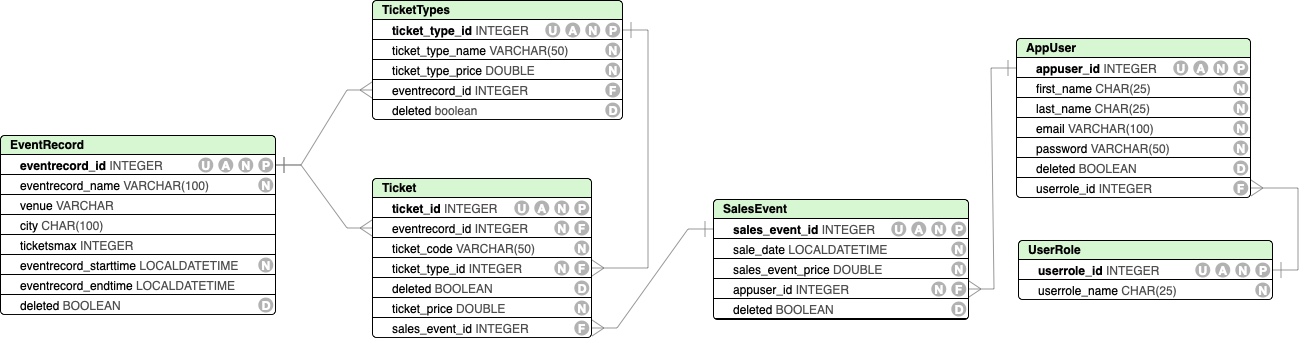 TicketTypes
ticket_type_id INTEGER U A N P
ticket_type_name VARCHAR(50) N
ticket_type_price DOUBLE N
eventrecord_id INTEGER F
deleted boolean D
EventRecord
eventrecord_id INTEGER U A N P
eventrecord_name VARCHAR(100) N
venue VARCHAR
city CHAR(100)
ticketsmax INTEGER
eventrecord_starttime LOCALDATETIME N
eventrecord_endtime LOCALDATETIME
deleted BOOLEAN D
Ticket
ticket_id INTEGER U A N P
eventrecord_id INTEGER N F
ticket_code VARCHAR(50) N
ticket_type_id INTEGER N F
deleted BOOLEAN D
ticket_price DOUBLE N
sales_event_id INTEGER F
SalesEvent
sales_event_id INTEGER U A N P
sale_date LOCALDATETIME N
sales_event_price DOUBLE N
appuser_id INTEGER N F
deleted BOOLEAN D
AppUser
appuser_id INTEGER U A N P
first_name CHAR(25) N
last_name CHAR(25) N
email VARCHAR(100) N
password VARCHAR(50) N
deleted BOOLEAN D
userrole_id INTEGER F
UserRole
userrole_id INTEGER U A N P
userrole_name CHAR(25) N